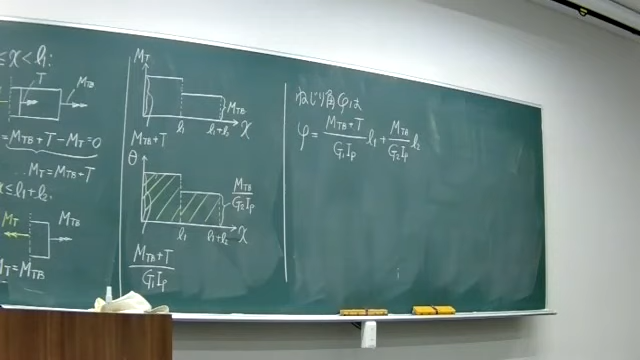 ≤x<l₁:
T
M_TB
=M_TB+T-M_T=0
M_T=M_TB+T
≤x≤l₁+l₂
M_T
M_TB
M_T=M_TB
M_T
M_TB
l₁
l₁+l₂
x
M_TB+T
θ
M_TB/G₂I_p
l₁
l₁+l₂
x
(M_TB+T)/G₁I_p
ねじり角φは
φ=(M_TB+T)/G₁I_p l₁+M_TB/G₂I_p l₂